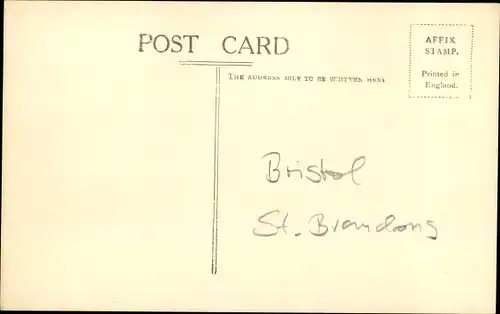 POST CARD
AFFIX
STAMP.
Printed in
England.
THE ADDRESS ONLY TO BE WRITTEN HERE
Bristol
St. Brandons